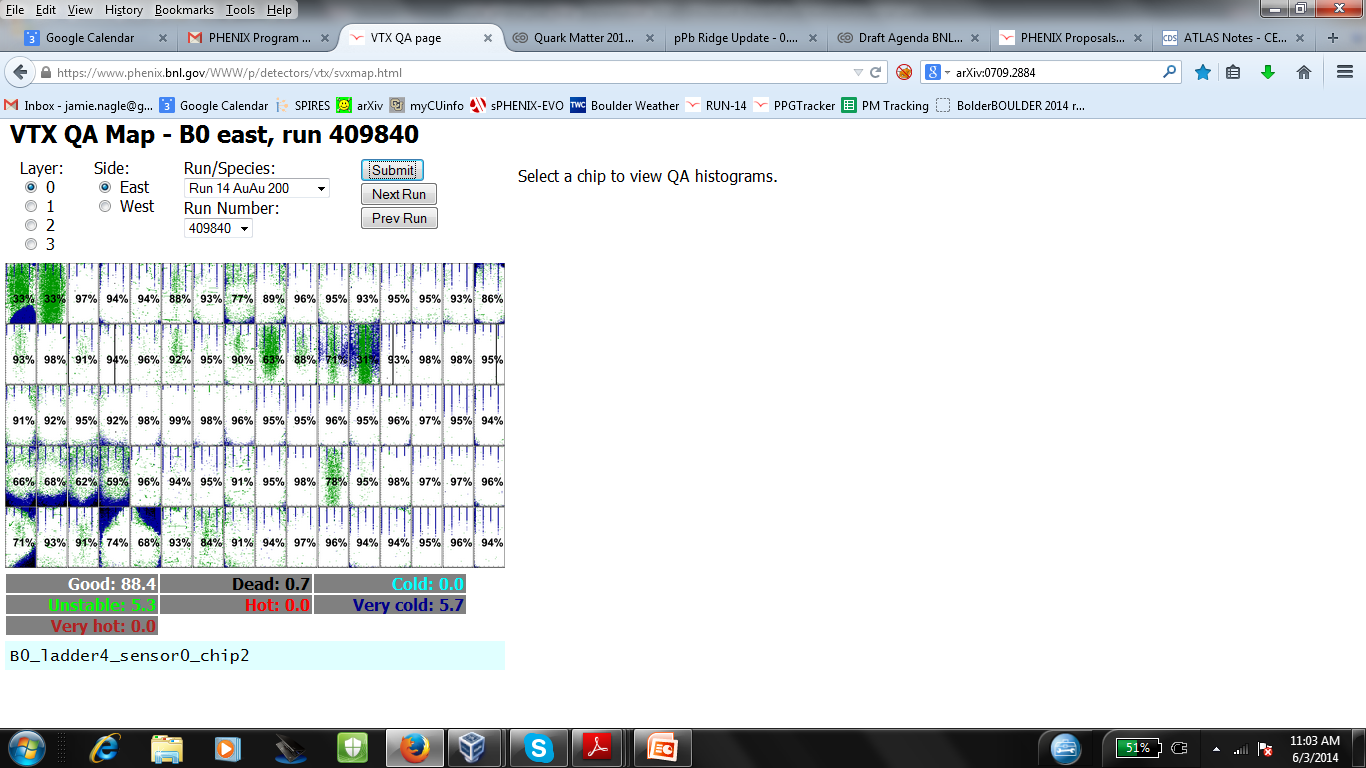 File Edit View History Bookmarks Tools Help
Google Calendar PHENIX Program ... VTX QA page Quark Matter 201... pPb Ridge Update - 0.... Draft Agenda BNL... PHENIX Proposals... ATLAS Notes - CE...
https://www.phenix.bnl.gov/WWW/p/detectors/vtx/svxmap.html arXiv:0709.2884
Inbox - jamie.nagle@g... Google Calendar SPIRES arXiv myCUinfo sPHENIX-EVO TWC Boulder Weather RUN-14 PPGTracker PM Tracking BolderBOULDER 2014 r...
VTX QA Map - B0 east, run 409840
Layer: Side: Run/Species: Submit
0 East Run 14 AuAu 200 Next Run
1 West Run Number: Prev Run
2 409840
3
Select a chip to view QA histograms.
33% 33% 97% 94% 94% 88% 93% 77% 89% 96% 95% 93% 95% 95% 93% 86%
93% 98% 91% 94% 96% 92% 95% 90% 63% 88% 71% 31% 93% 98% 98% 95%
91% 92% 95% 92% 98% 99% 98% 96% 95% 95% 96% 95% 96% 97% 95% 94%
66% 68% 62% 59% 96% 94% 95% 91% 95% 98% 78% 95% 98% 97% 97% 96%
71% 93% 91% 74% 68% 93% 84% 91% 94% 97% 96% 94% 94% 95% 96% 94%
Good: 88.4 Dead: 0.7 Cold: 0.0
Unstable: 5.3 Hot: 0.0 Very cold: 5.7
Very hot: 0.0
B0_ladder4_sensor0_chip2
51% 11:03 AM
6/3/2014